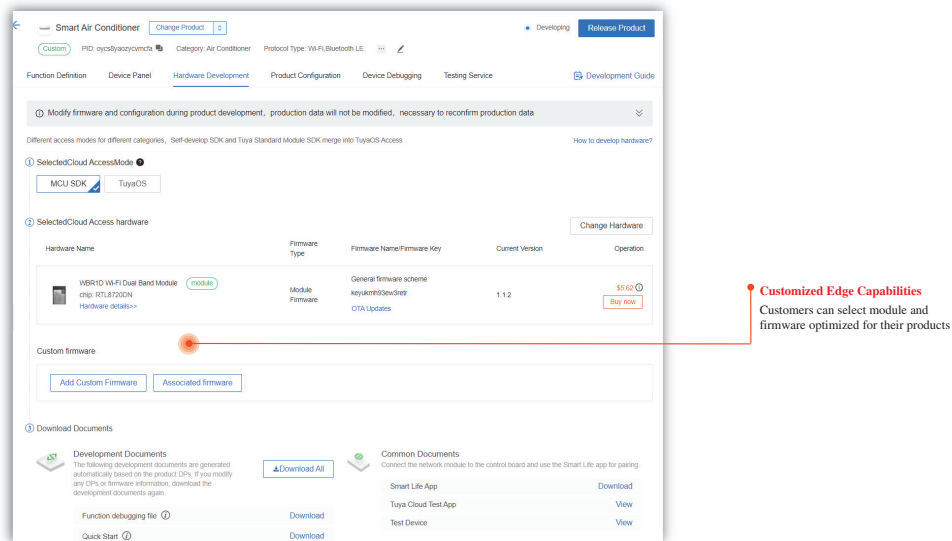 Smart Air Conditioner Change Product Developing Release Product
Custom PID: oycs8yaozycvmcfa Category: Air Conditioner Protocol Type: Wi-Fi,Bluetooth LE ...
Function Definition Device Panel Hardware Development Product Configuration Device Debugging Testing Service Development Guide
Modify firmware and configuration during product development, production data will not be modified, necessary to reconfirm production data
Different access modes for different categories, Self-develop SDK and Tuya Standard Module SDK merge into TuyaOS Access How to develop hardware?
1 SelectedCloud AccessMode ?
MCU SDK TuyaOS
2 SelectedCloud Access hardware
Change Hardware
Hardware Name Firmware Type Firmware Name/Firmware Key Current Version Operation
WBR1D Wi-Fi Dual Band Module module
chip: RTL8720DN
Hardware details>>
Module
Firmware
General firmware scheme
keyukmh93ew3retr
OTA Updates
1.1.2
$5.62
Buy now
Custom firmware
Add Custom Firmware Associated firmware
3 Download Documents
Development Documents
The following development documents are generated
automatically based on the product DPs. If you modify
any DPs or firmware information, download the
development documents again.
Download All
Function debugging file Download
Quick Start Download
Common Documents
Connect the network module to the control board and use the Smart Life app for pairing.
Smart Life App Download
Tuya Cloud Test App View
Test Device View
Customized Edge Capabilities
Customers can select module and
firmware optimized for their products